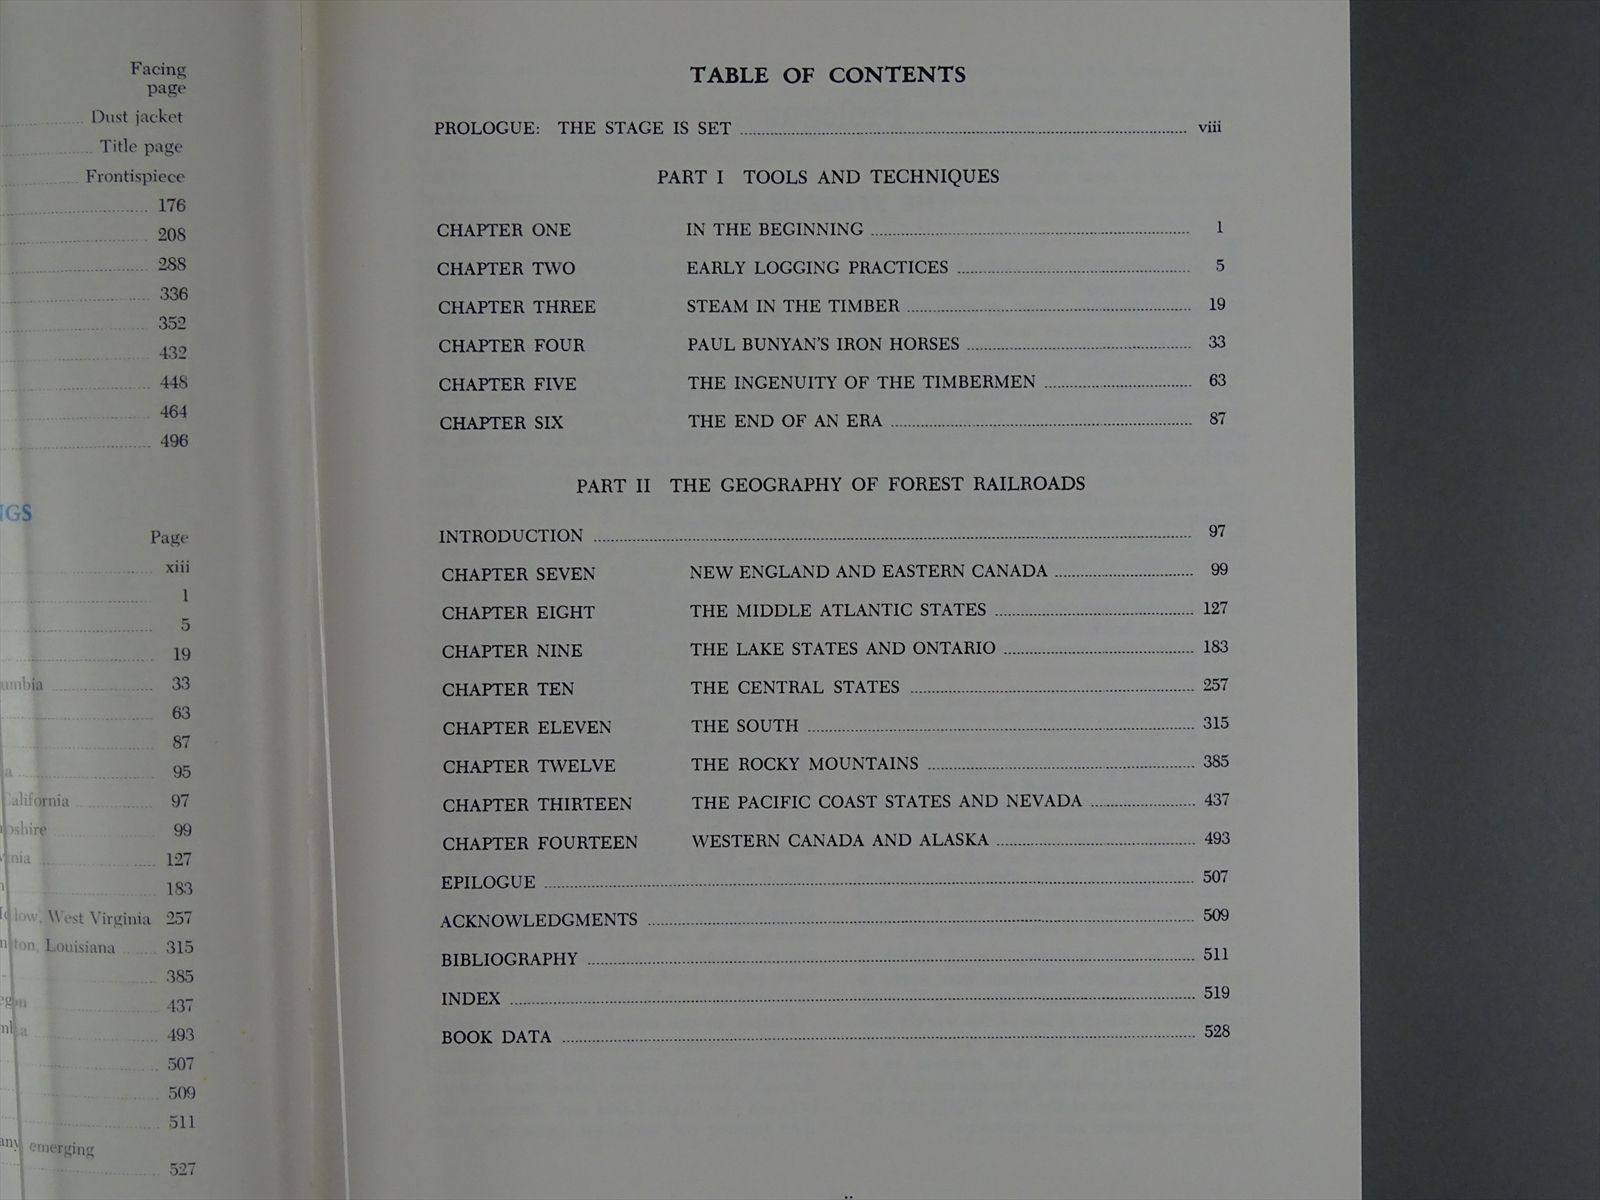 Facing
page
Dust jacket
Title page
Frontispiece
176
208
288
336
352
432
448
464
496
Page
xiii
1
5
19
33
63
87
95
97
99
127
183
West Virginia 257
Louisiana 315
385
437
493
507
509
511
emerging
527
TABLE OF CONTENTS
PROLOGUE: THE STAGE IS SET viii
PART I TOOLS AND TECHNIQUES
CHAPTER ONE IN THE BEGINNING 1
CHAPTER TWO EARLY LOGGING PRACTICES 5
CHAPTER THREE STEAM IN THE TIMBER 19
CHAPTER FOUR PAUL BUNYAN'S IRON HORSES 33
CHAPTER FIVE THE INGENUITY OF THE TIMBERMEN 63
CHAPTER SIX THE END OF AN ERA 87
PART II THE GEOGRAPHY OF FOREST RAILROADS
INTRODUCTION 97
CHAPTER SEVEN NEW ENGLAND AND EASTERN CANADA 99
CHAPTER EIGHT THE MIDDLE ATLANTIC STATES 127
CHAPTER NINE THE LAKE STATES AND ONTARIO 183
CHAPTER TEN THE CENTRAL STATES 257
CHAPTER ELEVEN THE SOUTH 315
CHAPTER TWELVE THE ROCKY MOUNTAINS 385
CHAPTER THIRTEEN THE PACIFIC COAST STATES AND NEVADA 437
CHAPTER FOURTEEN WESTERN CANADA AND ALASKA 493
EPILOGUE 507
ACKNOWLEDGMENTS 509
BIBLIOGRAPHY 511
INDEX 519
BOOK DATA 528